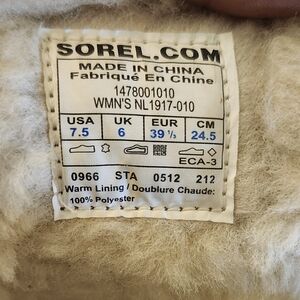 SOREL.COM
MADE IN CHINA
Fabriqué En Chine
1478001010
WMN'S NL1917-010
USA UK EUR CM
7.5 6 39 1/3 24.5
ECA-3
0966 STA 0512 212
Warm Lining / Doublure Chaude:
100% Polyester